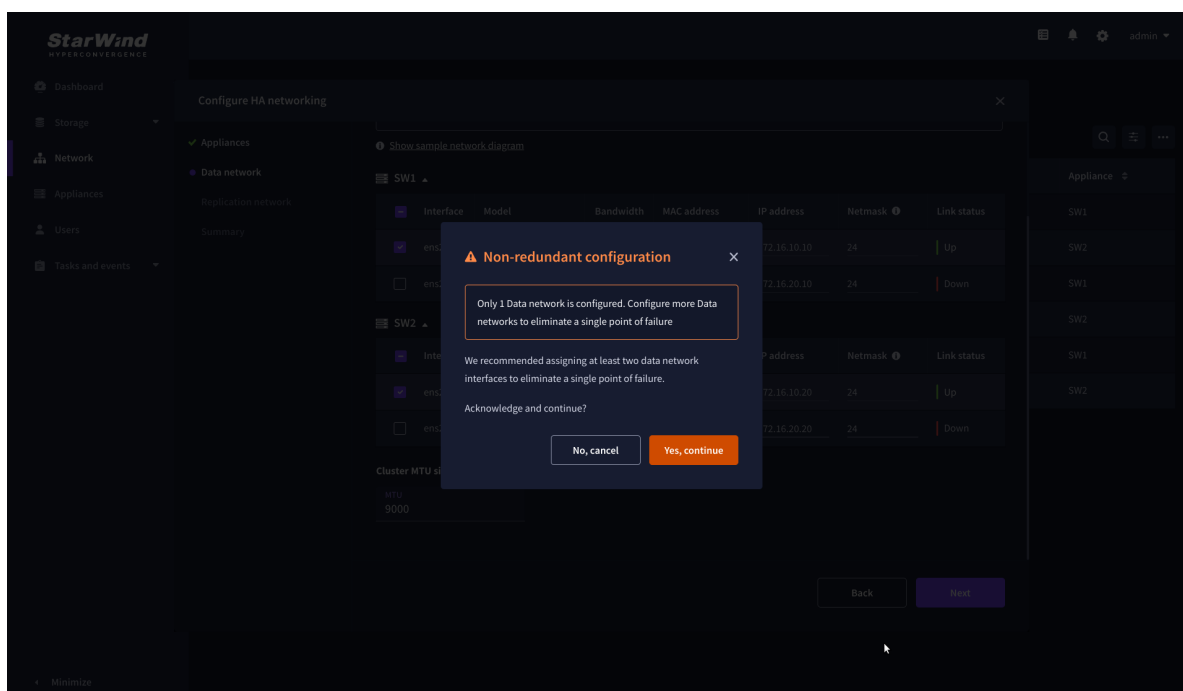 StarWind
HYPERCONVERGENCE
admin
Dashboard
Storage
Network
Appliances
Users
Tasks and events
Minimize
Configure HA networking
Appliances
Data network
Replication network
Summary
Show sample network diagram
SW1
Interface Model Bandwidth MAC address IP address Netmask Link status
72.16.10.10 24 Up
72.16.20.10 24 Down
SW2
Inte P address Netmask Link status
72.16.10.20 24 Up
72.16.20.20 24 Down
Cluster MTU si
MTU
9000
Back Next
Appliance
SW1
SW2
SW1
SW2
SW1
SW2
Non-redundant configuration
Only 1 Data network is configured. Configure more Data
networks to eliminate a single point of failure
We recommended assigning at least two data network
interfaces to eliminate a single point of failure.
Acknowledge and continue?
No, cancel Yes, continue